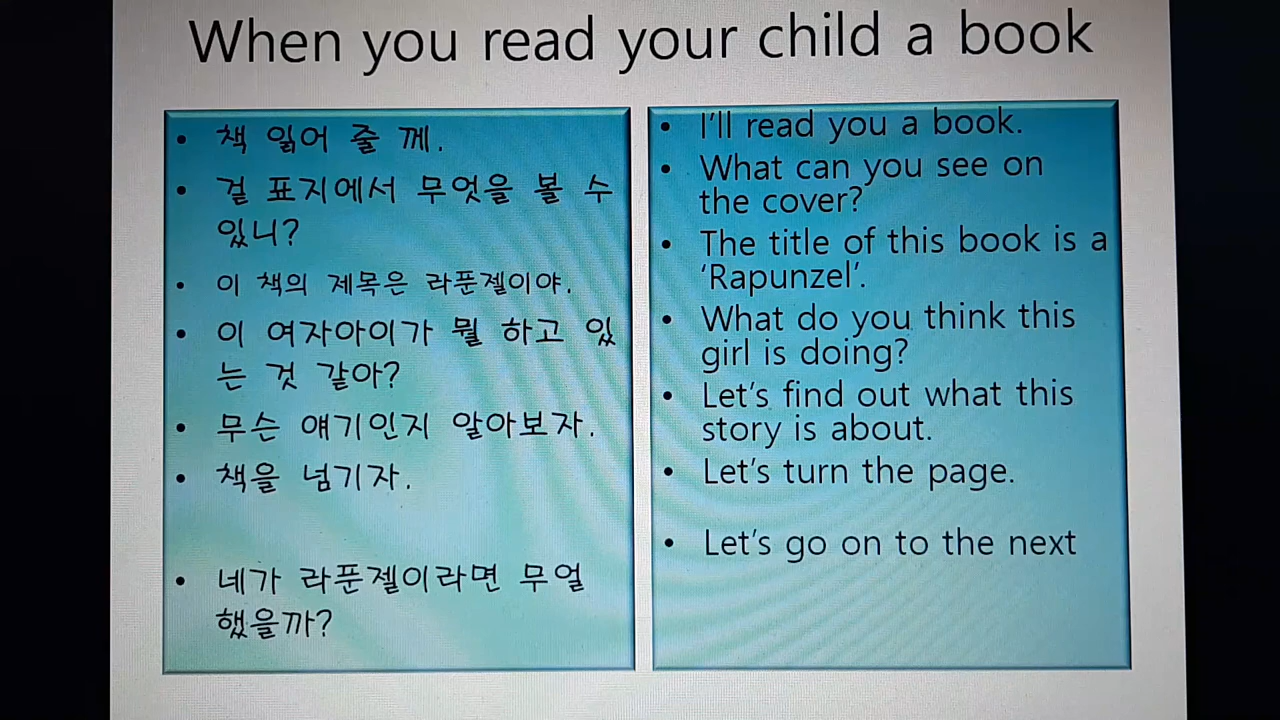 When you read your child a book
• 책 읽어 줄 께.
• 걸 표지에서 무엇을 볼 수
있니?
• 이 책의 제목은 라푼젤이야.
• 이 여자아이가 뭘 하고 있
는 것 같아?
• 무슨 얘기인지 알아보자.
• 책을 넘기자.
• 네가 라푼젤이라면 무얼
했을까?
• I'll read you a book.
• What can you see on
the cover?
• The title of this book is a
‘Rapunzel’.
• What do you think this
girl is doing?
• Let's find out what this
story is about.
• Let's turn the page.
• Let's go on to the next